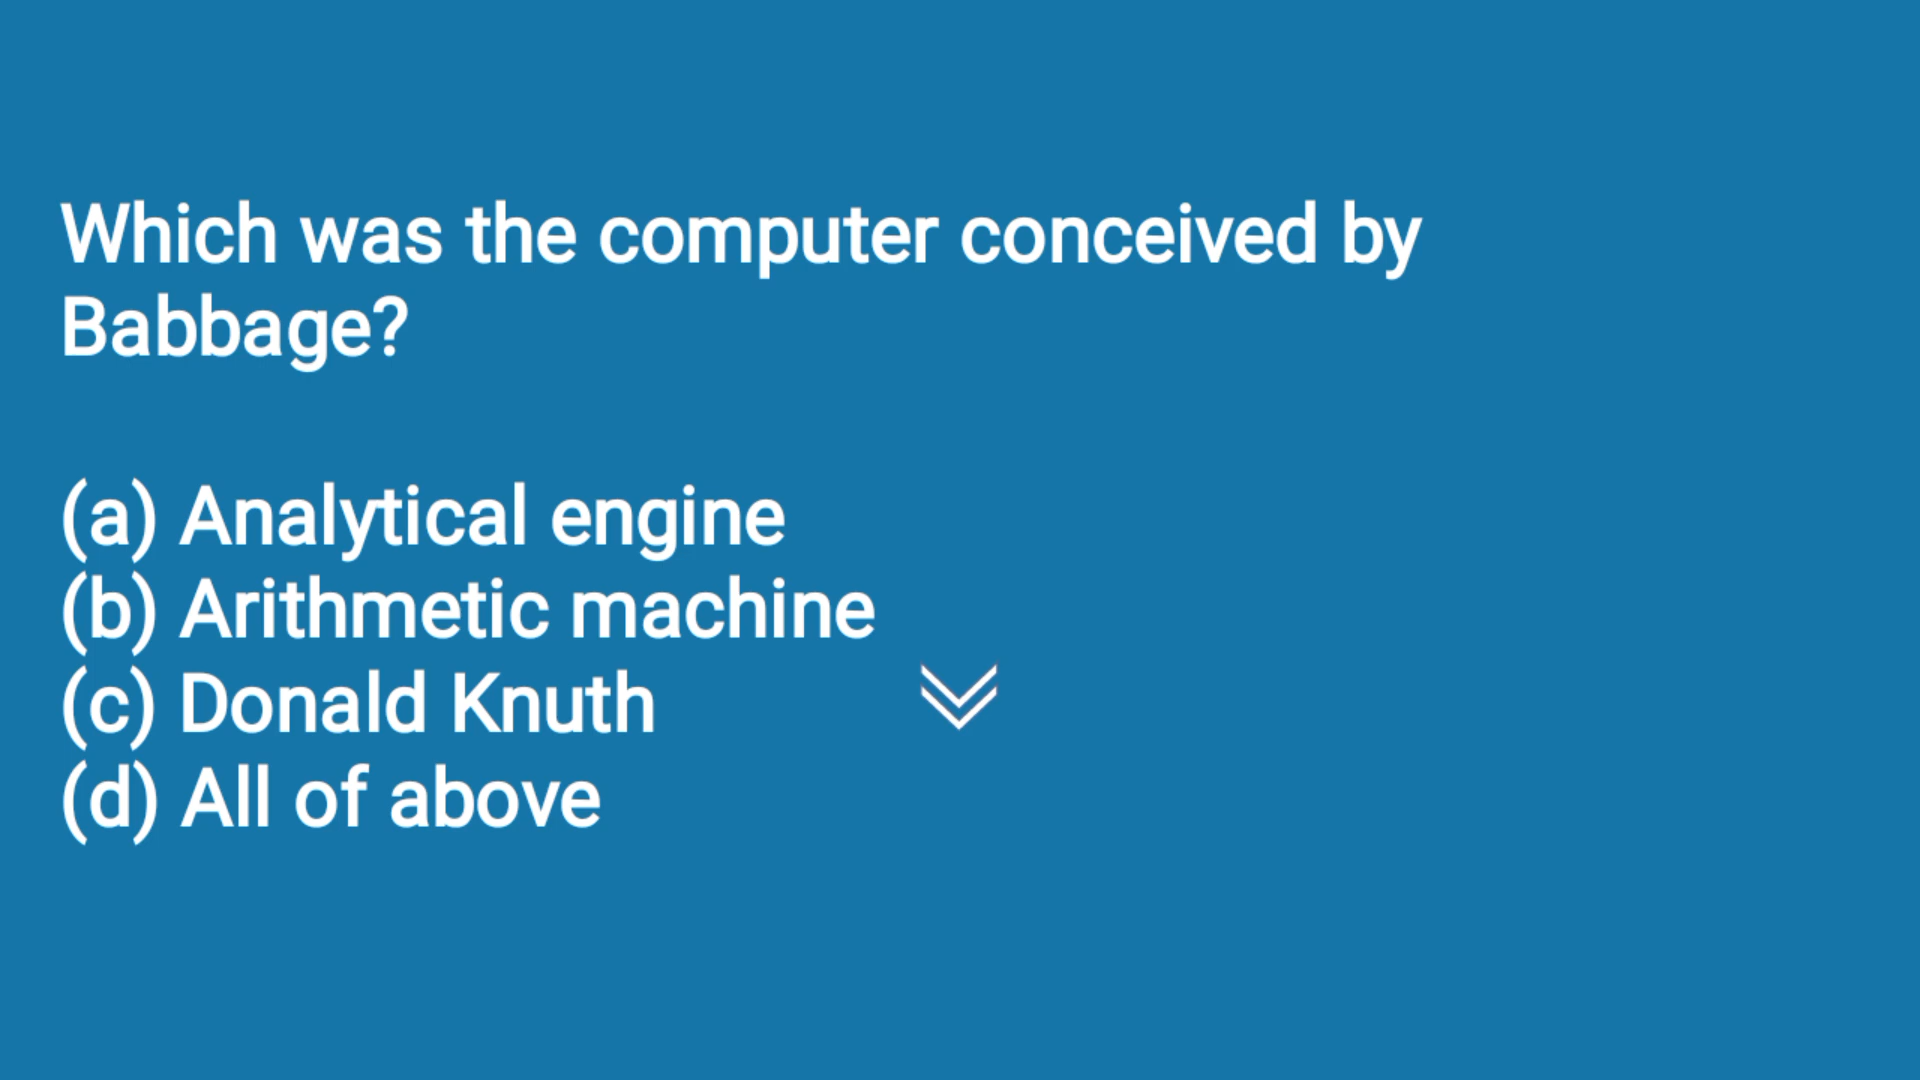 Which was the computer conceived by
Babbage?
(a) Analytical engine
(b) Arithmetic machine
(c) Donald Knuth
(d) All of above